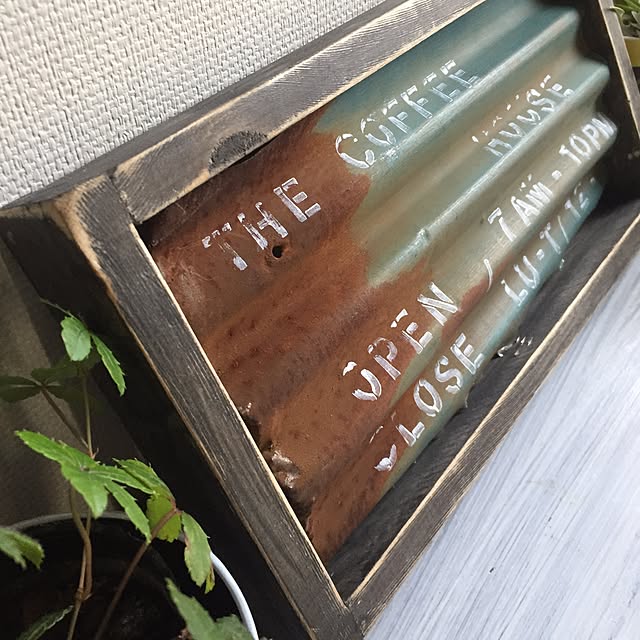 THE COFFEE
HOUSE
OPEN, 7AM-10PM
CLOSE